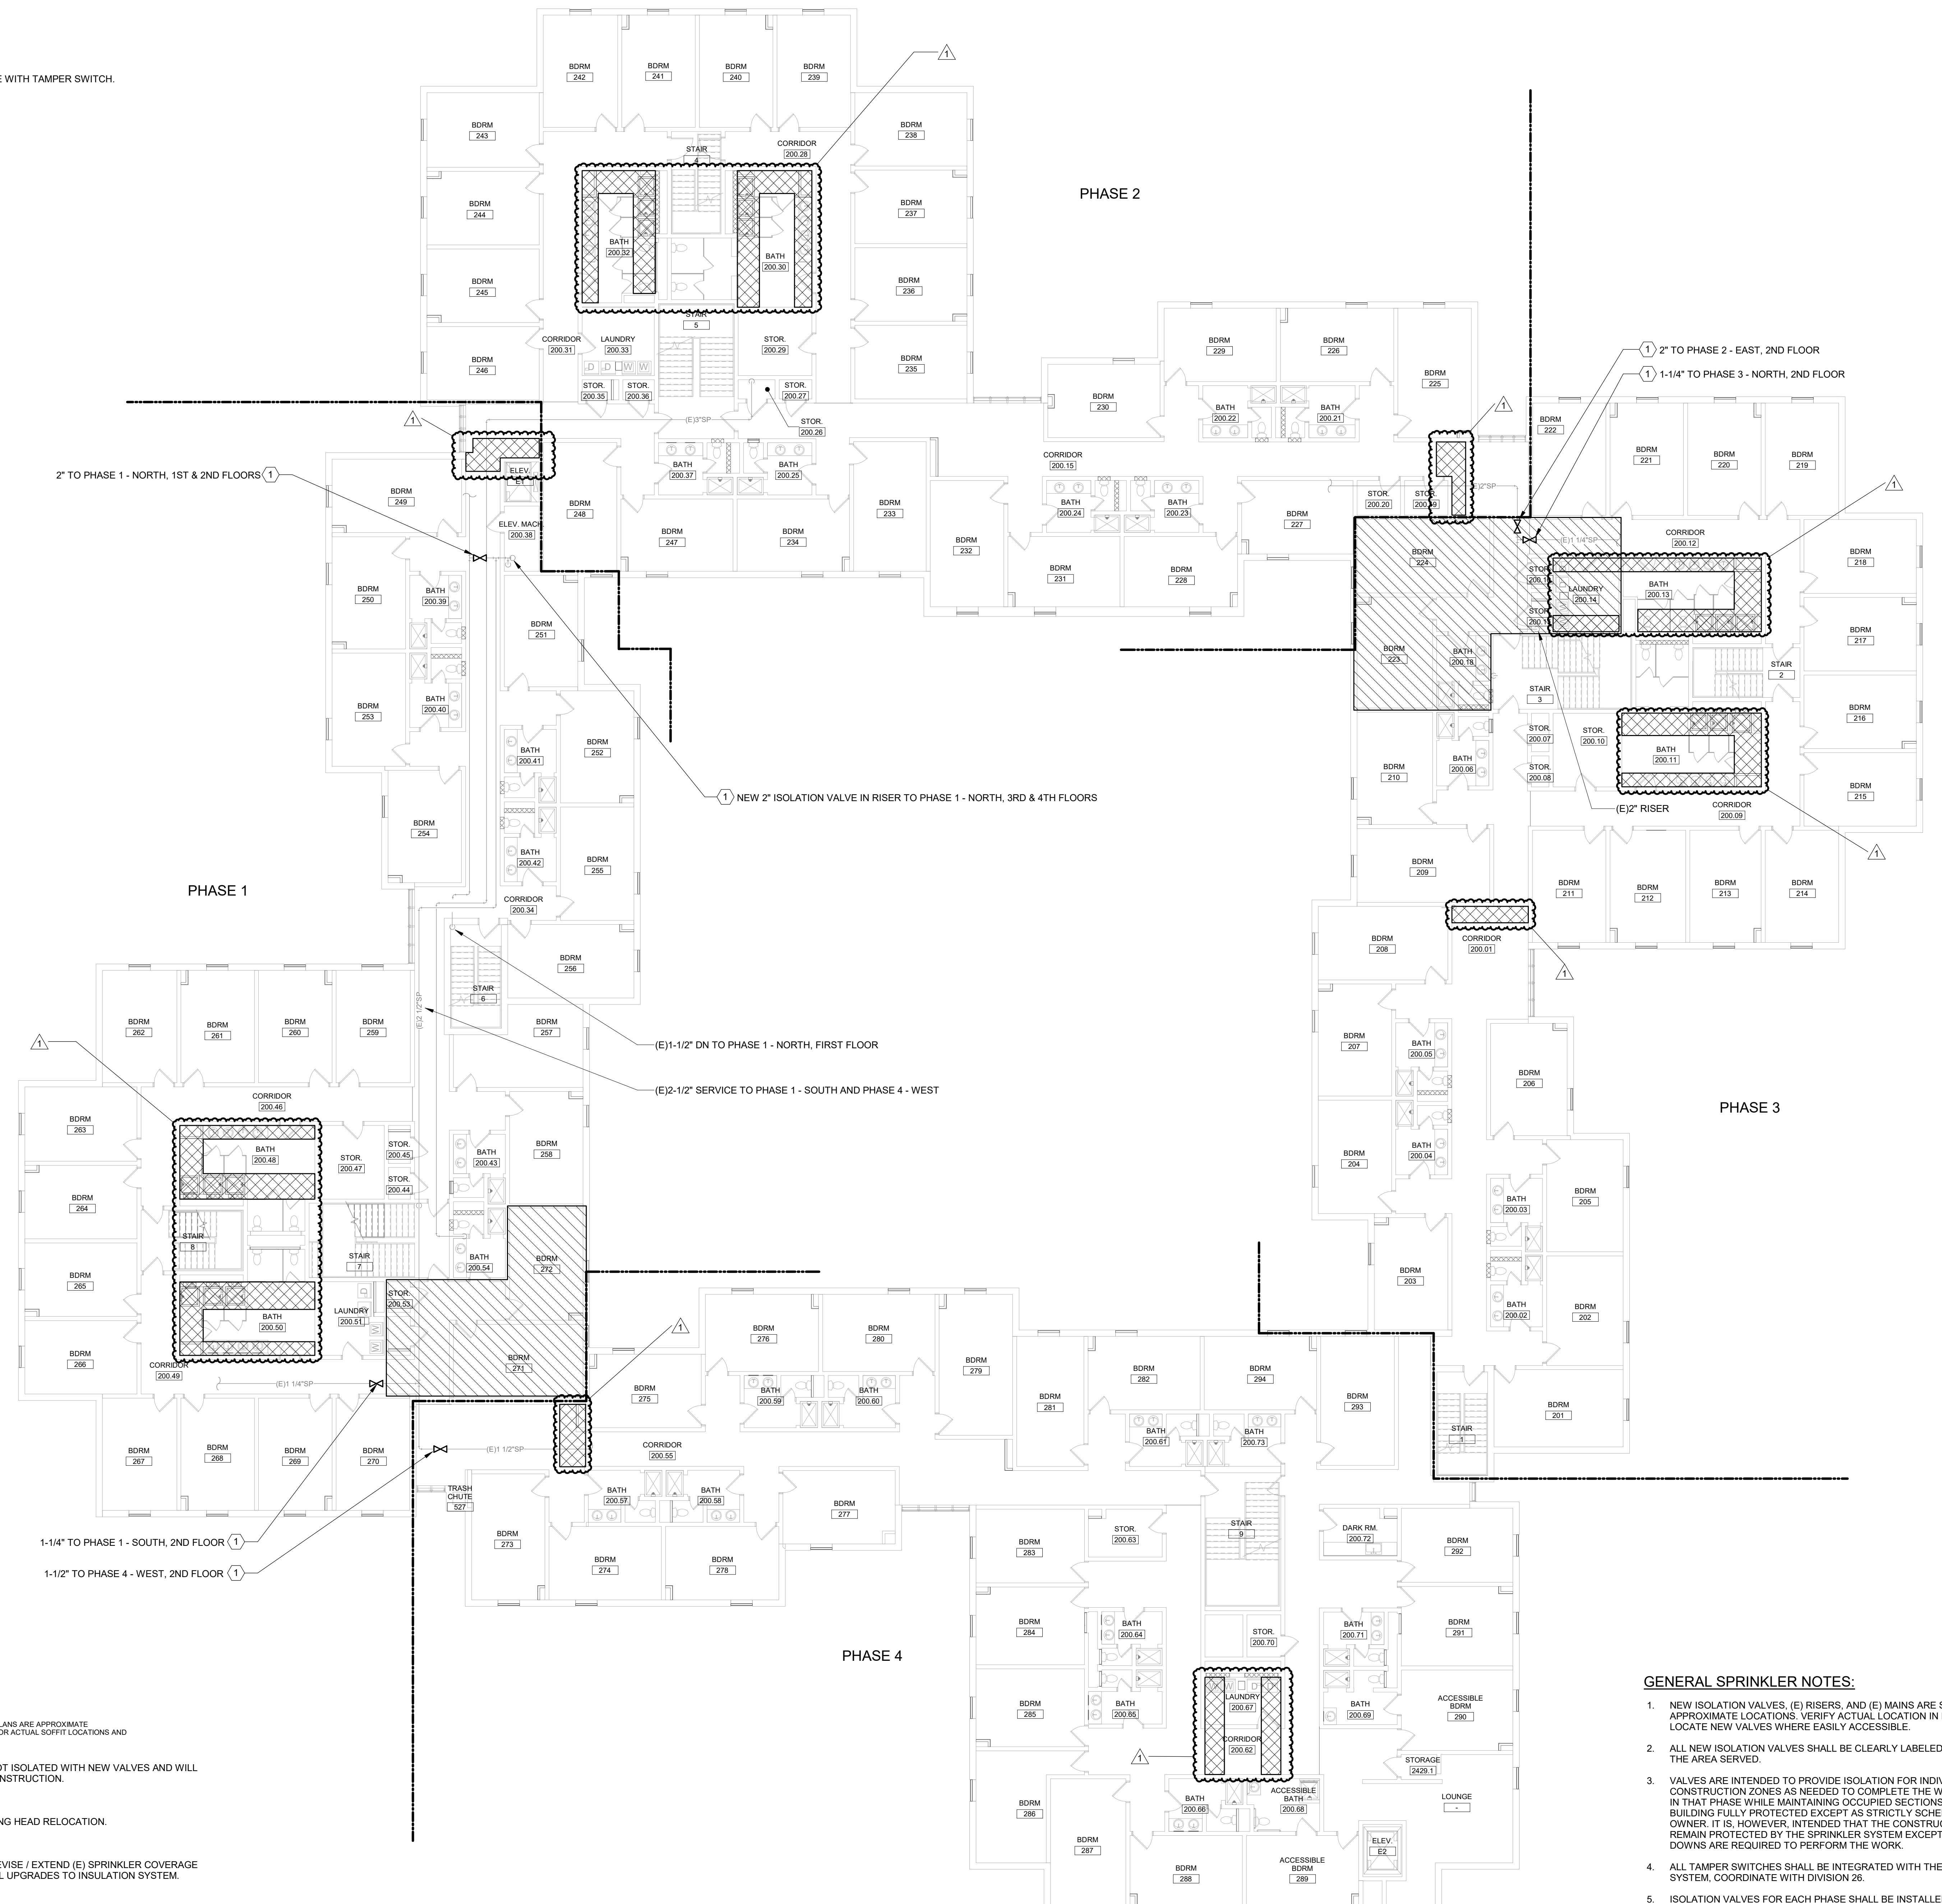 E WITH TAMPER SWITCH.
BDRM
242
BDRM
241
BDRM
240
BDRM
239
1
BDRM
243
BDRM
238
STAIR
4
CORRIDOR
200.28
PHASE 2
BDRM
244
BDRM
237
BATH
200.32
BATH
200.30
BDRM
245
BDRM
236
STAIR
5
CORRIDOR
200.31
LAUNDRY
200.33
STOR.
200.29
D D W W
BDRM
246
BDRM
235
STOR.
200.35
STOR.
200.36
STOR.
200.27
STOR.
200.26
(E)3"SP
1
BDRM
229
BDRM
226
BDRM
225
BDRM
230
BATH
200.22
BATH
200.21
1
1 2" TO PHASE 2 - EAST, 2ND FLOOR
1 1-1/4" TO PHASE 3 - NORTH, 2ND FLOOR
BDRM
222
BDRM
221
BDRM
220
BDRM
219
2" TO PHASE 1 - NORTH, 1ST & 2ND FLOORS 1
ELEV.
E1
BDRM
249
BDRM
248
ELEV. MACH.
200.38
BATH
200.37
BATH
200.25
BDRM
247
BDRM
234
BDRM
233
CORRIDOR
200.15
BATH
200.24
BATH
200.23
BDRM
232
BDRM
231
BDRM
228
BDRM
227
STOR.
200.20
STOR.
(E)2"SP
1
(E)1 1/4"SP
CORRIDOR
200.12
BDRM
218
BDRM
224
STOR.
LAUNDRY
200.14
BATH
200.13
STOR.
BDRM
217
BDRM
250
BATH
200.39
BDRM
251
BDRM
223
BATH
200.18
STAIR
3
STAIR
2
BDRM
253
BATH
200.40
BDRM
216
STOR.
200.07
STOR.
200.10
BATH
200.11
BDRM
252
BATH
200.41
BDRM
210
BATH
200.06
STOR.
200.08
BDRM
215
1 NEW 2" ISOLATION VALVE IN RISER TO PHASE 1 - NORTH, 3RD & 4TH FLOORS
(E)2" RISER
CORRIDOR
200.09
BDRM
254
BATH
200.42
BDRM
255
BDRM
209
1
PHASE 1
BDRM
211
BDRM
212
BDRM
213
BDRM
214
CORRIDOR
200.34
BDRM
208
CORRIDOR
200.01
1
BDRM
256
STAIR
6
(E)2 1/2"SP
BDRM
262
BDRM
261
BDRM
260
BDRM
259
BDRM
257
1
(E)1-1/2" DN TO PHASE 1 - NORTH, FIRST FLOOR
BDRM
207
BATH
200.05
BDRM
206
(E)2-1/2" SERVICE TO PHASE 1 - SOUTH AND PHASE 4 - WEST
CORRIDOR
200.46
PHASE 3
BDRM
263
BATH
200.48
STOR.
200.47
STOR.
200.45
STOR.
200.44
BATH
200.43
BDRM
258
BDRM
204
BATH
200.04
BDRM
264
BATH
200.03
BDRM
205
STAIR
8
STAIR
7
BATH
200.54
BDRM
272
BDRM
265
BDRM
203
STOR.
200.53
BATH
200.50
LAUNDRY
200.51
D
W
W
BATH
200.02
BDRM
202
BDRM
266
CORRIDOR
200.49
(E)1 1/4"SP
BDRM
271
1
BDRM
276
BDRM
280
BDRM
279
BDRM
282
BDRM
294
BDRM
275
BATH
200.59
BATH
200.60
BDRM
281
BDRM
293
BDRM
201
BDRM
267
BDRM
268
BDRM
269
BDRM
270
(E)1 1/2"SP
CORRIDOR
200.55
BATH
200.61
BATH
200.73
STAIR
1
TRASH
CHUTE
527
BATH
200.57
BATH
200.58
BDRM
277
STAIR
9
STOR.
200.63
DARK RM.
200.72
BDRM
273
BDRM
274
BDRM
278
BDRM
283
BDRM
292
1-1/4" TO PHASE 1 - SOUTH, 2ND FLOOR 1
1-1/2" TO PHASE 4 - WEST, 2ND FLOOR 1
BDRM
284
BATH
200.64
STOR.
200.70
BATH
200.71
BDRM
291
PHASE 4
LAUNDRY
200.67
BDRM
285
BATH
200.65
BATH
200.69
ACCESSIBLE
BDRM
290
CORRIDOR
200.62
1
STORAGE
2429.1
BDRM
286
BATH
200.66
ACCESSIBLE
BATH
200.68
LOUNGE
-
BDRM
287
BDRM
288
ACCESSIBLE
BDRM
289
ELEV.
E2
LANS ARE APPROXIMATE
OR ACTUAL SOFFIT LOCATIONS AND
OT ISOLATED WITH NEW VALVES AND WILL
ONSTRUCTION.
NG HEAD RELOCATION.
EVISE / EXTEND (E) SPRINKLER COVERAGE
L UPGRADES TO INSULATION SYSTEM.
GENERAL SPRINKLER NOTES:
1. NEW ISOLATION VALVES, (E) RISERS, AND (E) MAINS ARE S
APPROXIMATE LOCATIONS. VERIFY ACTUAL LOCATION IN
LOCATE NEW VALVES WHERE EASILY ACCESSIBLE.
2. ALL NEW ISOLATION VALVES SHALL BE CLEARLY LABELED
THE AREA SERVED.
3. VALVES ARE INTENDED TO PROVIDE ISOLATION FOR INDIV
CONSTRUCTION ZONES AS NEEDED TO COMPLETE THE W
IN THAT PHASE WHILE MAINTAINING OCCUPIED SECTIONS
BUILDING FULLY PROTECTED EXCEPT AS STRICTLY SCHE
OWNER. IT IS, HOWEVER, INTENDED THAT THE CONSTRUC
REMAIN PROTECTED BY THE SPRINKLER SYSTEM EXCEPT
DOWNS ARE REQUIRED TO PERFORM THE WORK.
4. ALL TAMPER SWITCHES SHALL BE INTEGRATED WITH THE
SYSTEM, COORDINATE WITH DIVISION 26.
5. ISOLATION VALVES FOR EACH PHASE SHALL BE INSTALLE